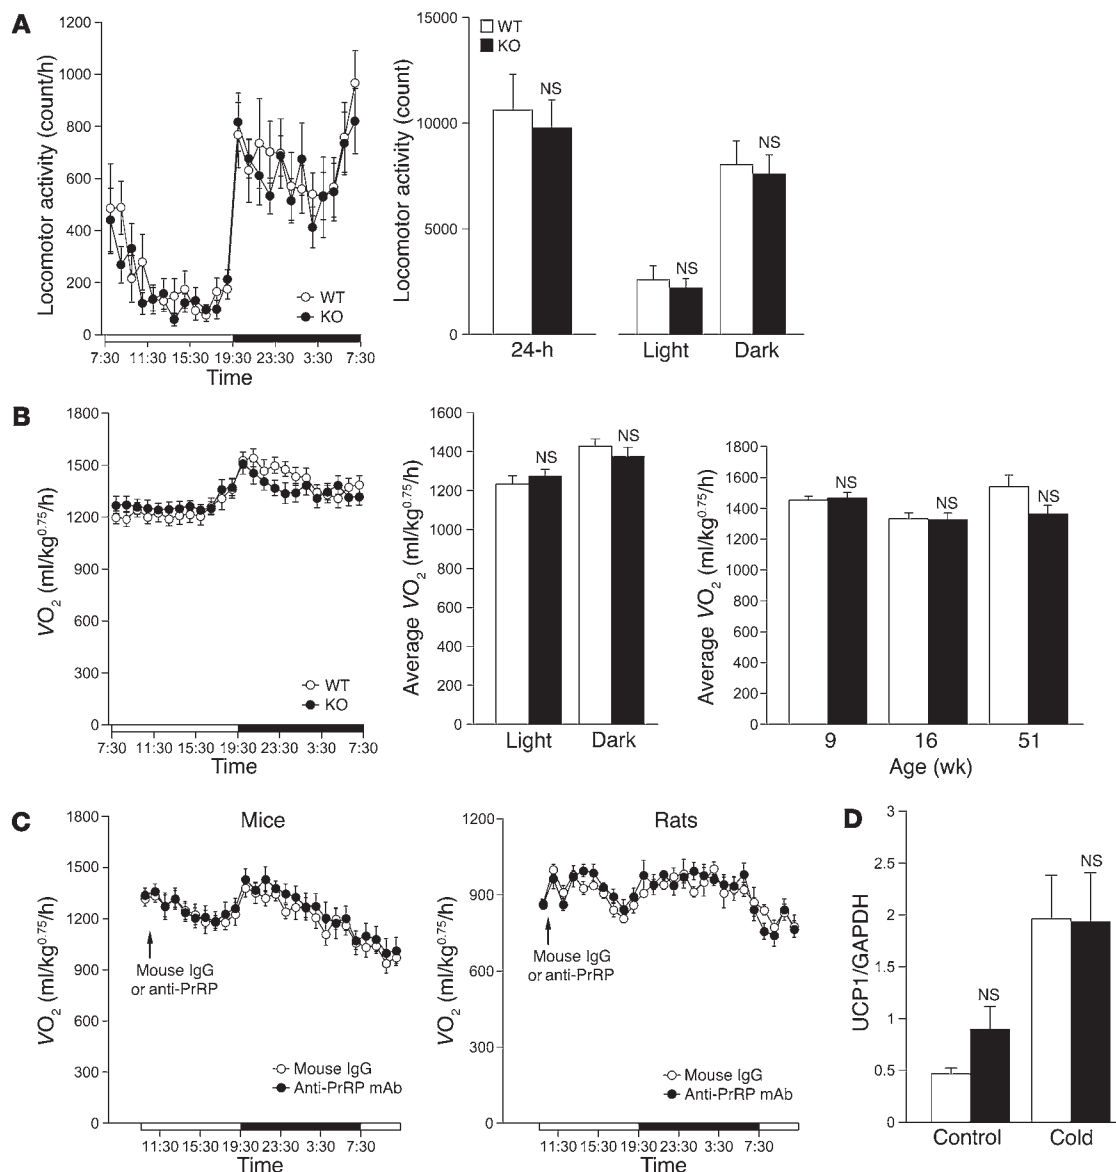 A
Locomotor activity (count/h)
1200
1000
800
600
400
200
0
WT
KO
7:30 11:30 15:30 19:30 23:30 3:30 7:30
Time
Locomotor activity (count)
15000
10000
5000
0
WT
KO
NS
NS
NS
24-h
Light Dark
B
VO2 (ml/kg0.75/h)
1800
1500
1200
900
600
300
0
WT
KO
7:30 11:30 15:30 19:30 23:30 3:30 7:30
Time
Average VO2 (ml/kg0.75/h)
1600
1400
1200
1000
800
600
400
200
0
NS
NS
Light Dark
Average VO2 (ml/kg0.75/h)
1800
1600
1400
1200
1000
800
600
400
200
0
NS
NS
NS
9 16 51
Age (wk)
C
Mice
VO2 (ml/kg0.75/h)
1800
1500
1200
900
600
300
0
Mouse IgG
or anti-PrRP
Mouse IgG
Anti-PrRP mAb
11:30 15:30 19:30 23:30 3:30 7:30
Time
Rats
VO2 (ml/kg0.75/h)
1200
900
600
300
0
Mouse IgG
or anti-PrRP
Mouse IgG
Anti-PrRP mAb
11:30 15:30 19:30 23:30 3:30 7:30
Time
D
UCP1/GAPDH
3
2.5
2
1.5
1
0.5
0
NS
NS
Control Cold